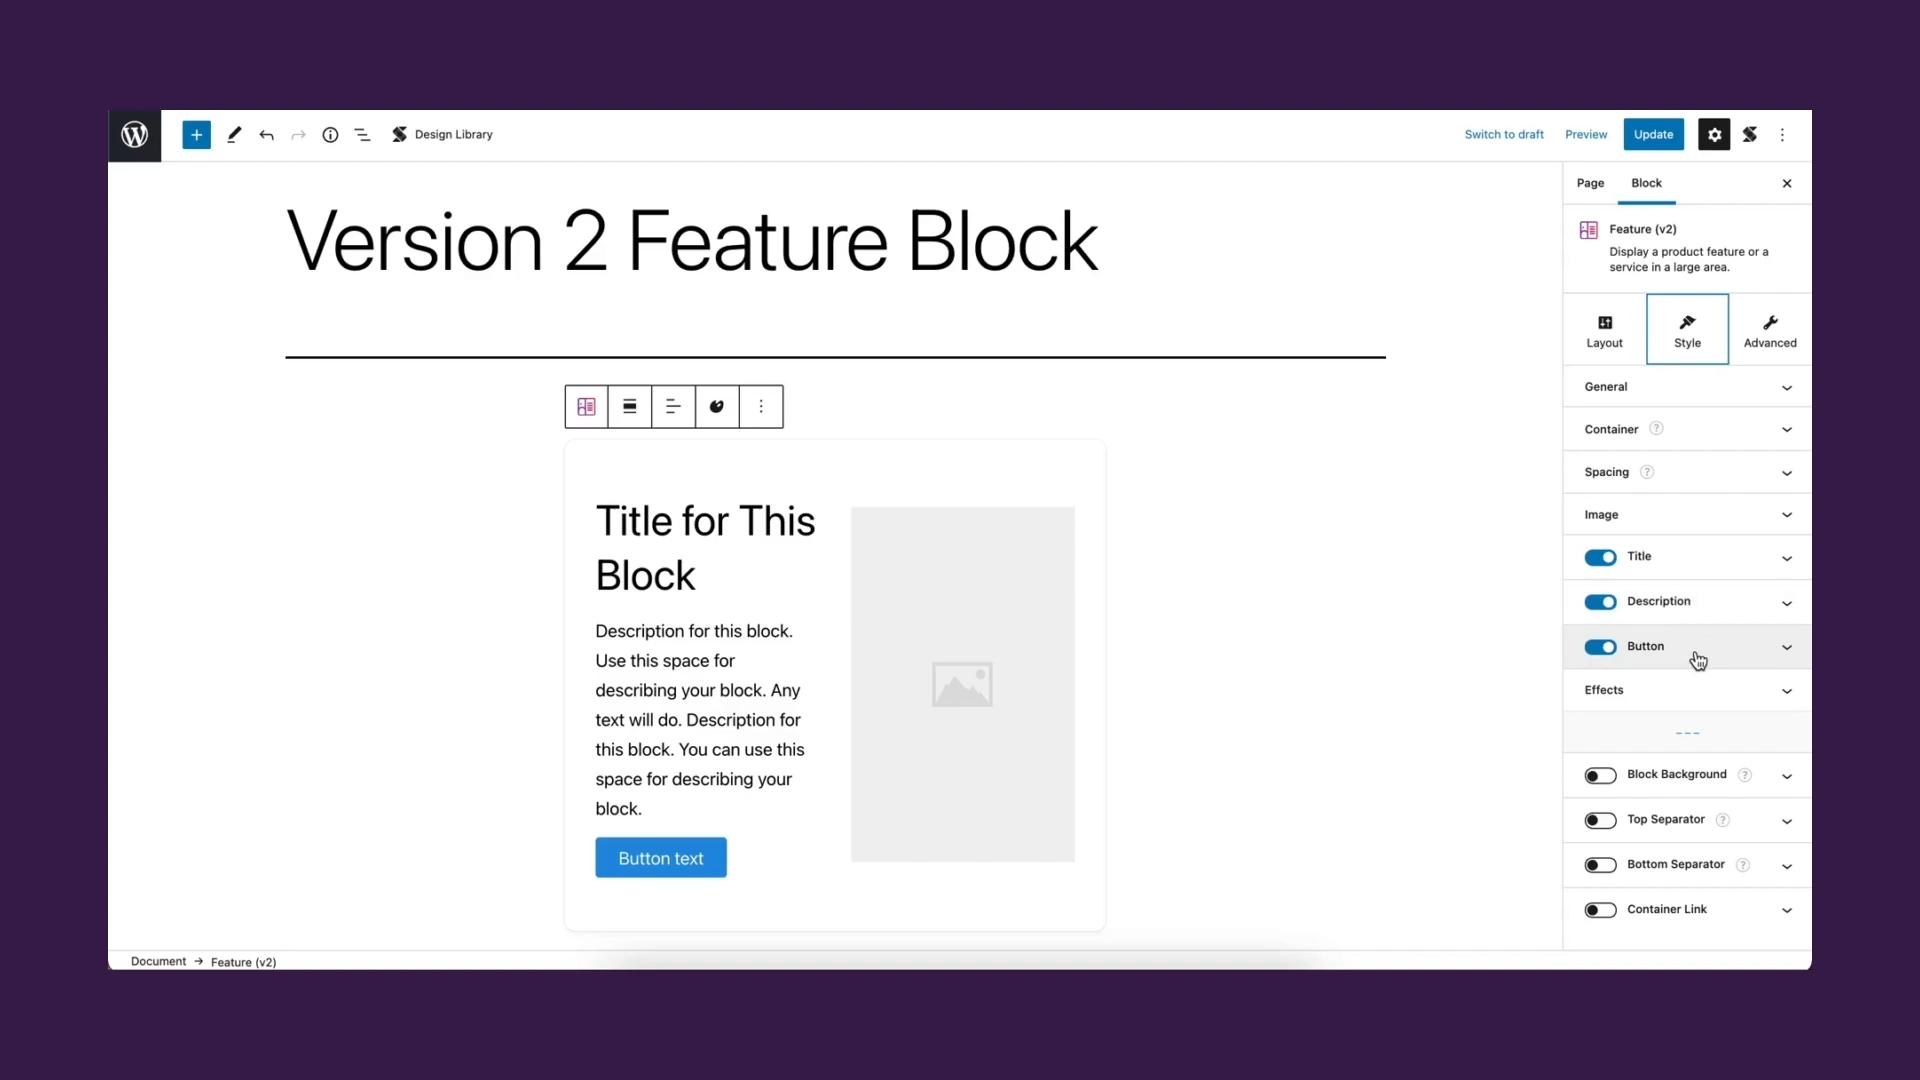 Design Library
Switch to draft
Preview
Update
Page
Block
Version 2 Feature Block
Feature (v2)
Display a product feature or a
service in a large area.
Layout
Style
Advanced
General
Container ?
Spacing ?
Image
Title
Description
Button
Effects
Block Background ?
Top Separator ?
Bottom Separator ?
Container Link
Title for This
Block
Description for this block.
Use this space for
describing your block. Any
text will do. Description for
this block. You can use this
space for describing your
block.
Button text
Document → Feature (v2)